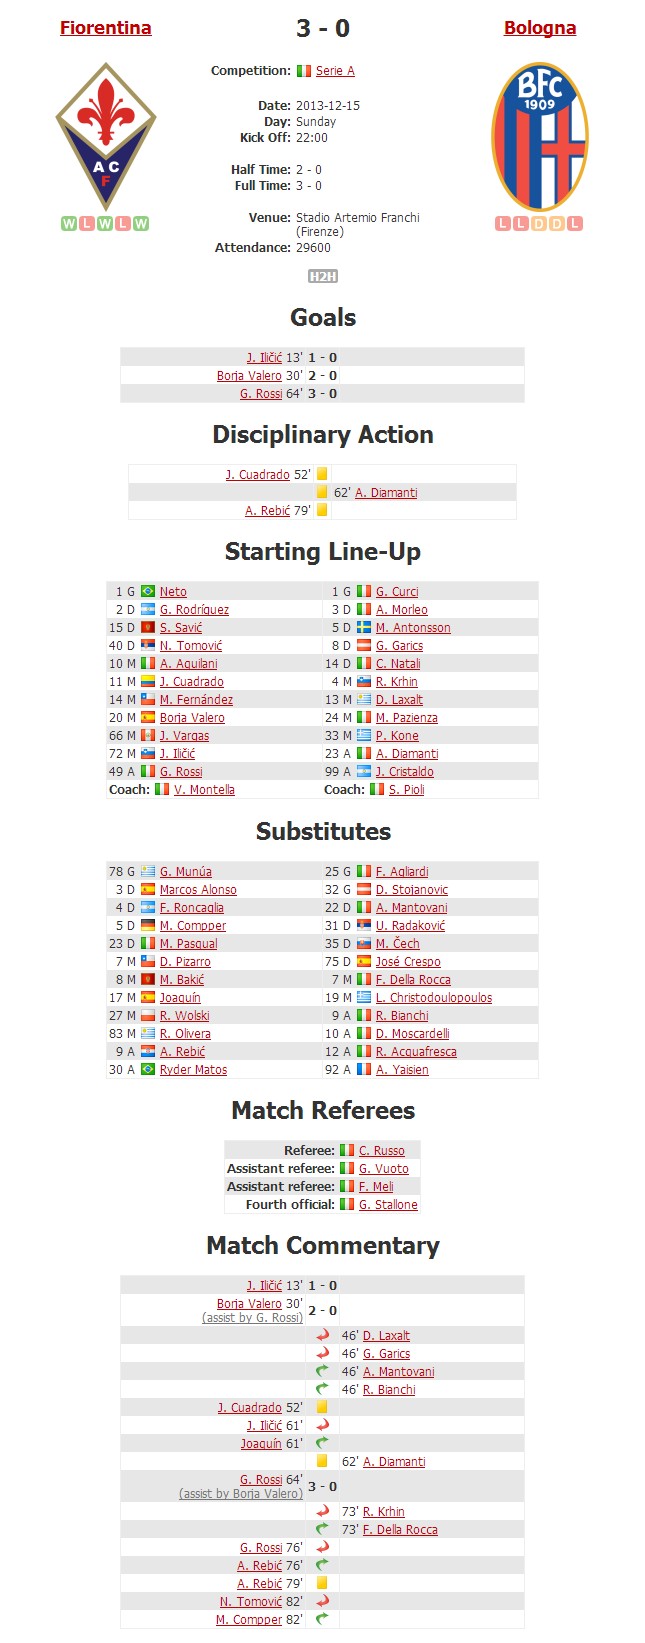 Fiorentina 3 - 0 Bologna
Competition: Serie A
Date: 2013-12-15
Day: Sunday
Kick Off: 22:00
Half Time: 2 - 0
Full Time: 3 - 0
Venue: Stadio Artemio Franchi
(Firenze)
Attendance: 29600
A C
F
BFC
1909
W L W L W
L L D D L
H2H
Goals
J. Iličić 13' 1 - 0
Borja Valero 30' 2 - 0
G. Rossi 64' 3 - 0
Disciplinary Action
J. Cuadrado 52'
62' A. Diamanti
A. Rebić 79'
Starting Line-Up
1 G Neto 1 G G. Curci
2 D G. Rodríguez 3 D A. Morleo
15 D S. Savić 5 D M. Antonsson
40 D N. Tomović 8 D G. Garics
10 M A. Aquilani 14 D C. Natali
11 M J. Cuadrado 4 M R. Krhin
14 M M. Fernández 13 M D. Laxalt
20 M Borja Valero 24 M M. Pazienza
66 M J. Vargas 33 M P. Kone
72 M J. Iličić 23 A A. Diamanti
49 A G. Rossi 99 A J. Cristaldo
Coach: V. Montella Coach: S. Pioli
Substitutes
78 G G. Munúa 25 G F. Agliardi
3 D Marcos Alonso 32 G D. Stojanovic
4 D F. Roncaglia 22 D A. Mantovani
5 D M. Compper 31 D U. Radaković
23 D M. Pasqual 35 D M. Čech
7 M D. Pizarro 75 D José Crespo
8 M M. Bakić 7 M F. Della Rocca
17 M Joaquín 19 M L. Christodoulopoulos
27 M R. Wolski 9 A R. Bianchi
83 M R. Olivera 10 A D. Moscardelli
9 A A. Rebić 12 A R. Acquafresca
30 A Ryder Matos 92 A A. Yaisien
Match Referees
Referee: C. Russo
Assistant referee: G. Vuoto
Assistant referee: F. Meli
Fourth official: G. Stallone
Match Commentary
J. Iličić 13' 1 - 0
Borja Valero 30' 2 - 0
(assist by G. Rossi)
46' D. Laxalt
46' G. Garics
46' A. Mantovani
46' R. Bianchi
J. Cuadrado 52'
J. Iličić 61'
Joaquín 61'
62' A. Diamanti
G. Rossi 64' 3 - 0
(assist by Borja Valero)
73' R. Krhin
73' F. Della Rocca
G. Rossi 76'
A. Rebić 76'
A. Rebić 79'
N. Tomović 82'
M. Compper 82'